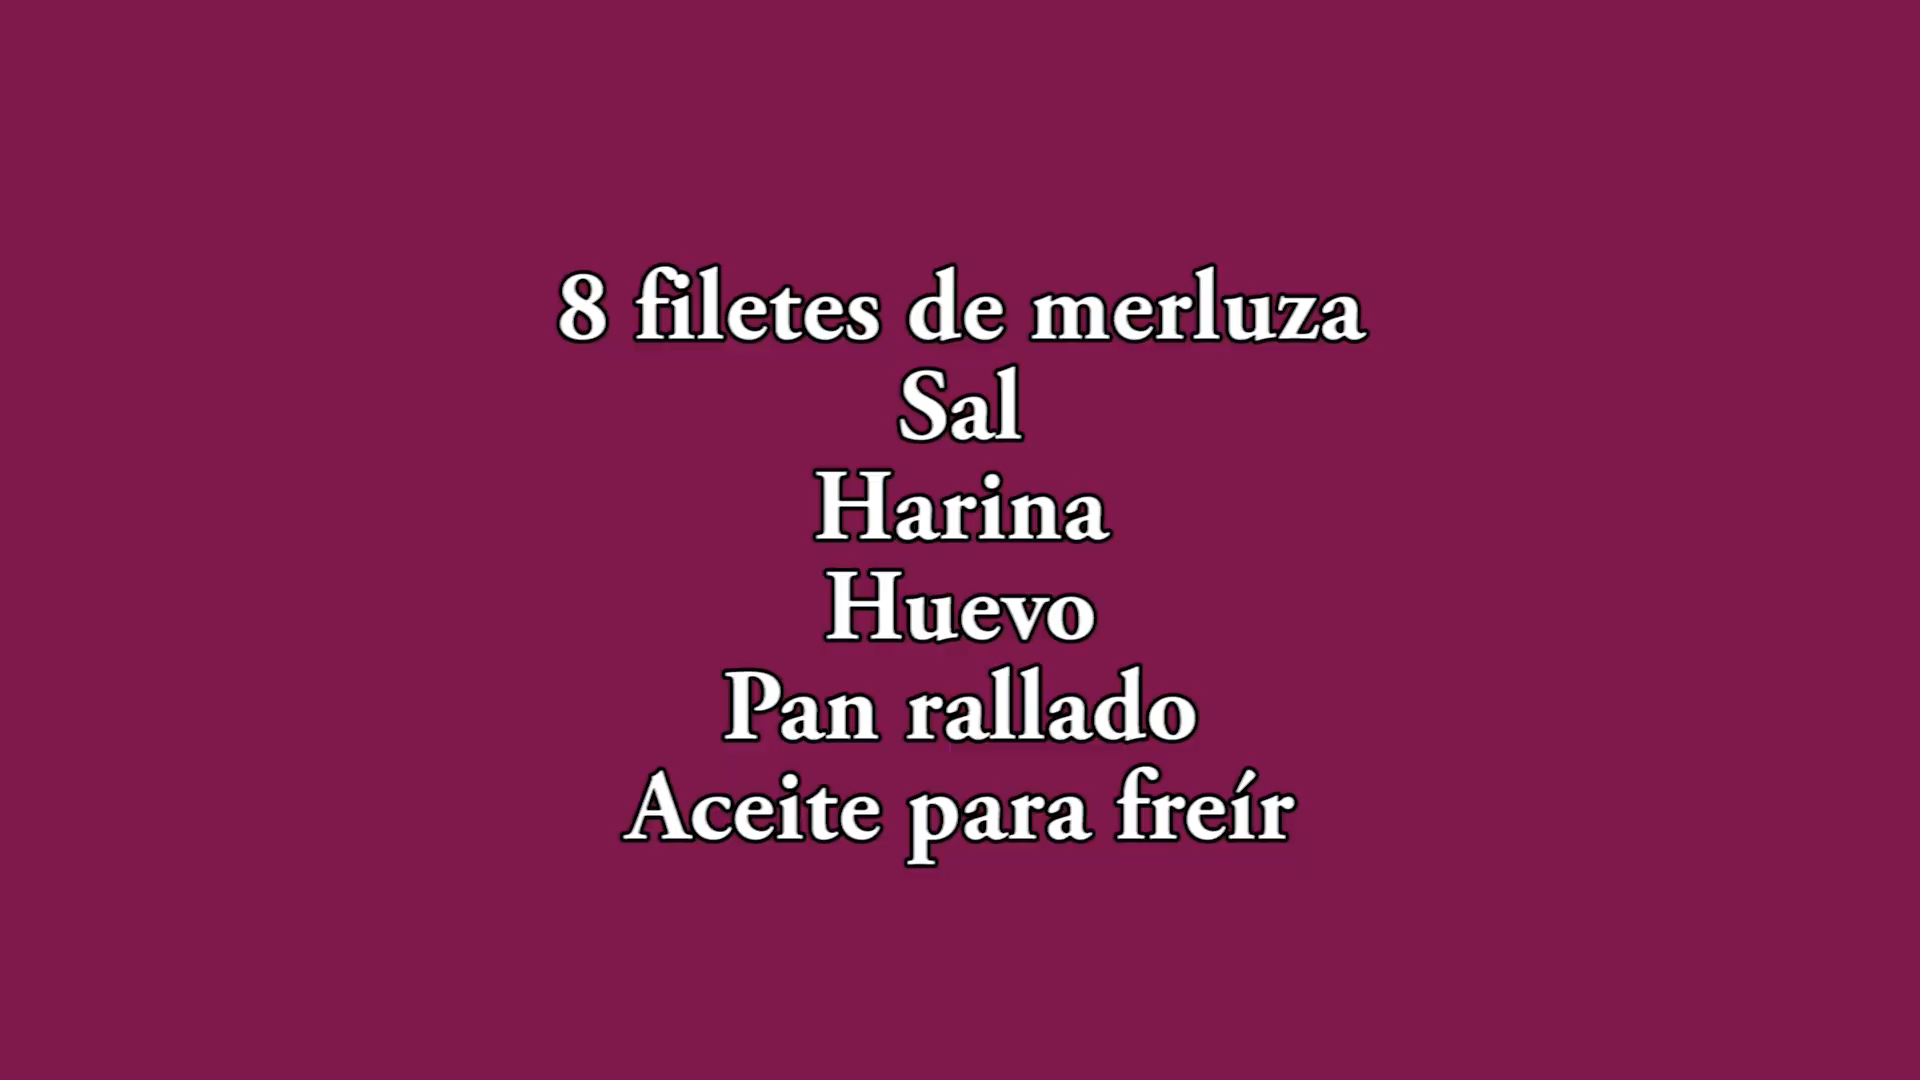 8 filetes de merluza
Sal
Harina
Huevo
Pan rallado
Aceite para freír